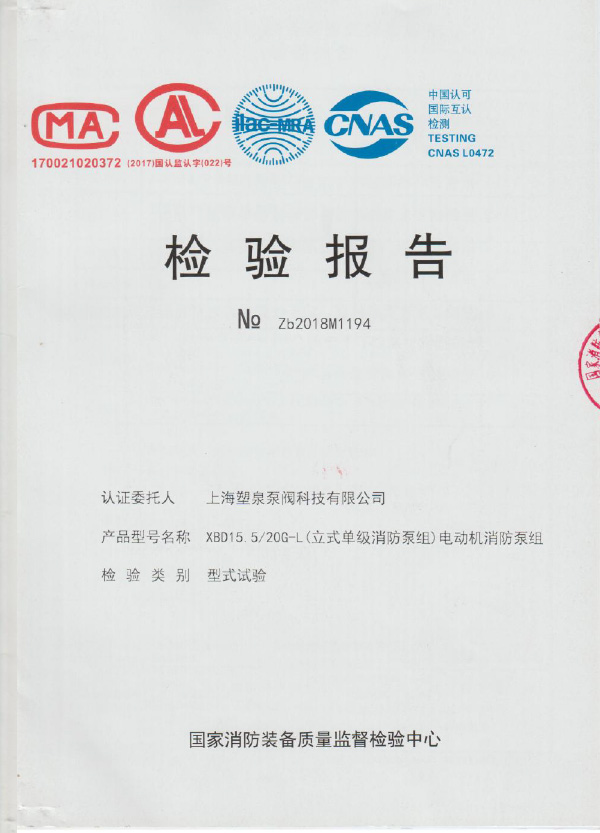 MA
170021020372
AL
(2017)国认监认字(022)号
ilac-MRA
CNAS
中国认可
国际互认
检测
TESTING
CNAS L0472
检验报告
№ Zb2018M1194
国家消防
认证委托人 上海塑泉泵阀科技有限公司
产品型号名称 XBD15.5/20G-L(立式单级消防泵组)电动机消防泵组
检验类别 型式试验
国家消防装备质量监督检验中心